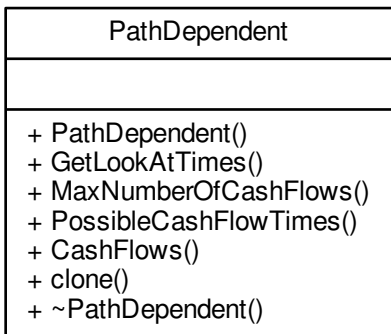 PathDependent
+ PathDependent()
+ GetLookAtTimes()
+ MaxNumberOfCashFlows()
+ PossibleCashFlowTimes()
+ CashFlows()
+ clone()
+ ~PathDependent()